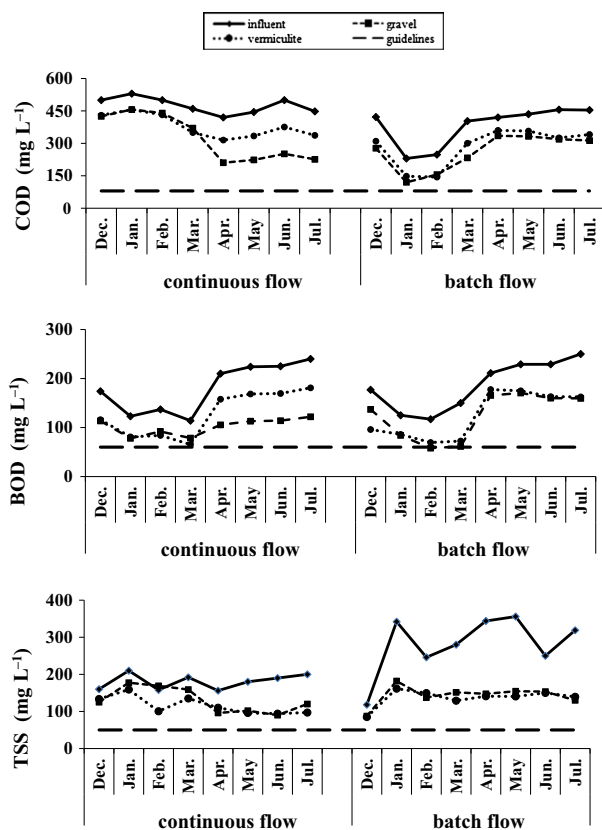 influent gravel
vermiculite guidelines
COD (mg L⁻¹)
600
450
300
150
0
Dec. Jan. Feb. Mar. Apr. May Jun. Jul. Dec. Jan. Feb. Mar. Apr. May Jun. Jul.
continuous flow batch flow
BOD (mg L⁻¹)
300
200
100
0
Dec. Jan. Feb. Mar. Apr. May Jun. Jul. Dec. Jan. Feb. Mar. Apr. May Jun. Jul.
continuous flow batch flow
TSS (mg L⁻¹)
400
300
200
100
0
Dec. Jan. Feb. Mar. Apr. May Jun. Jul. Dec. Jan. Feb. Mar. Apr. May Jun. Jul.
continuous flow batch flow